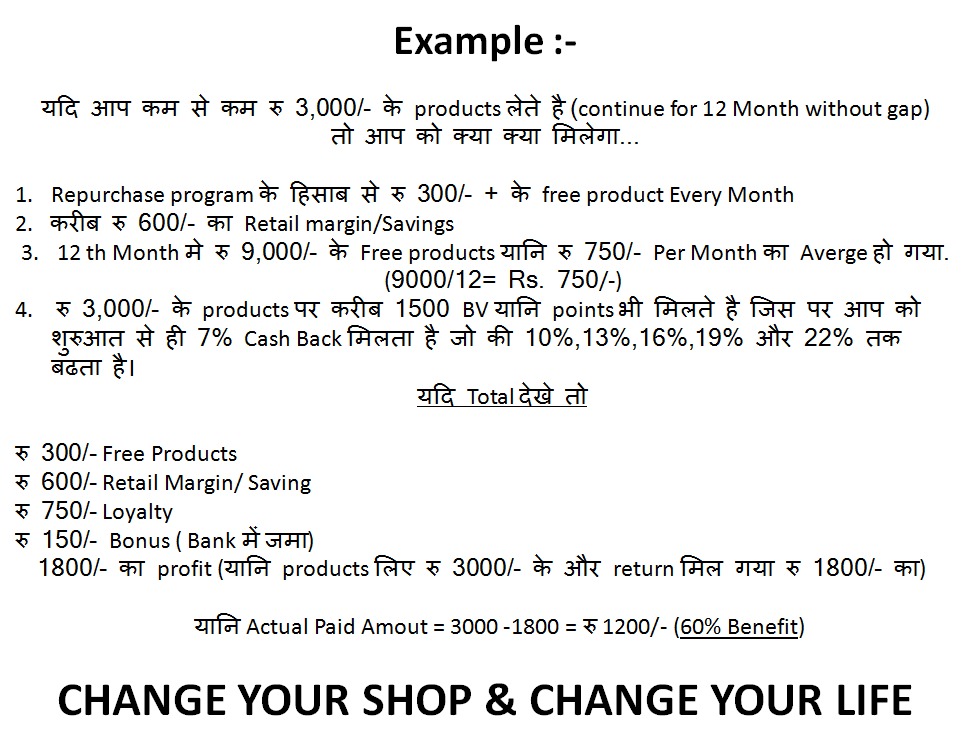 Example :-
यदि आप कम से कम रु 3,000/- के products लेते है (continue for 12 Month without gap)
तो आप को क्या क्या मिलेगा...
1. Repurchase program के हिसाब से रु 300/- + के free product Every Month
2. करीब रु 600/- का Retail margin/Savings
3. 12 th Month मे रु 9,000/- के Free products यानि रु 750/- Per Month का Averge हो गया.
(9000/12= Rs. 750/-)
4. रु 3,000/- के products पर करीब 1500 BV यानि points भी मिलते है जिस पर आप को
शुरुआत से ही 7% Cash Back मिलता है जो की 10%,13%,16%,19% और 22% तक
बढता है।
यदि Total देखे तो
रु 300/- Free Products
रु 600/- Retail Margin/ Saving
रु 750/- Loyalty
रु 150/- Bonus ( Bank में जमा)
1800/- का profit (यानि products लिए रु 3000/- के और return मिल गया रु 1800/- का)
यानि Actual Paid Amout = 3000 -1800 = रु 1200/- (60% Benefit)
CHANGE YOUR SHOP & CHANGE YOUR LIFE